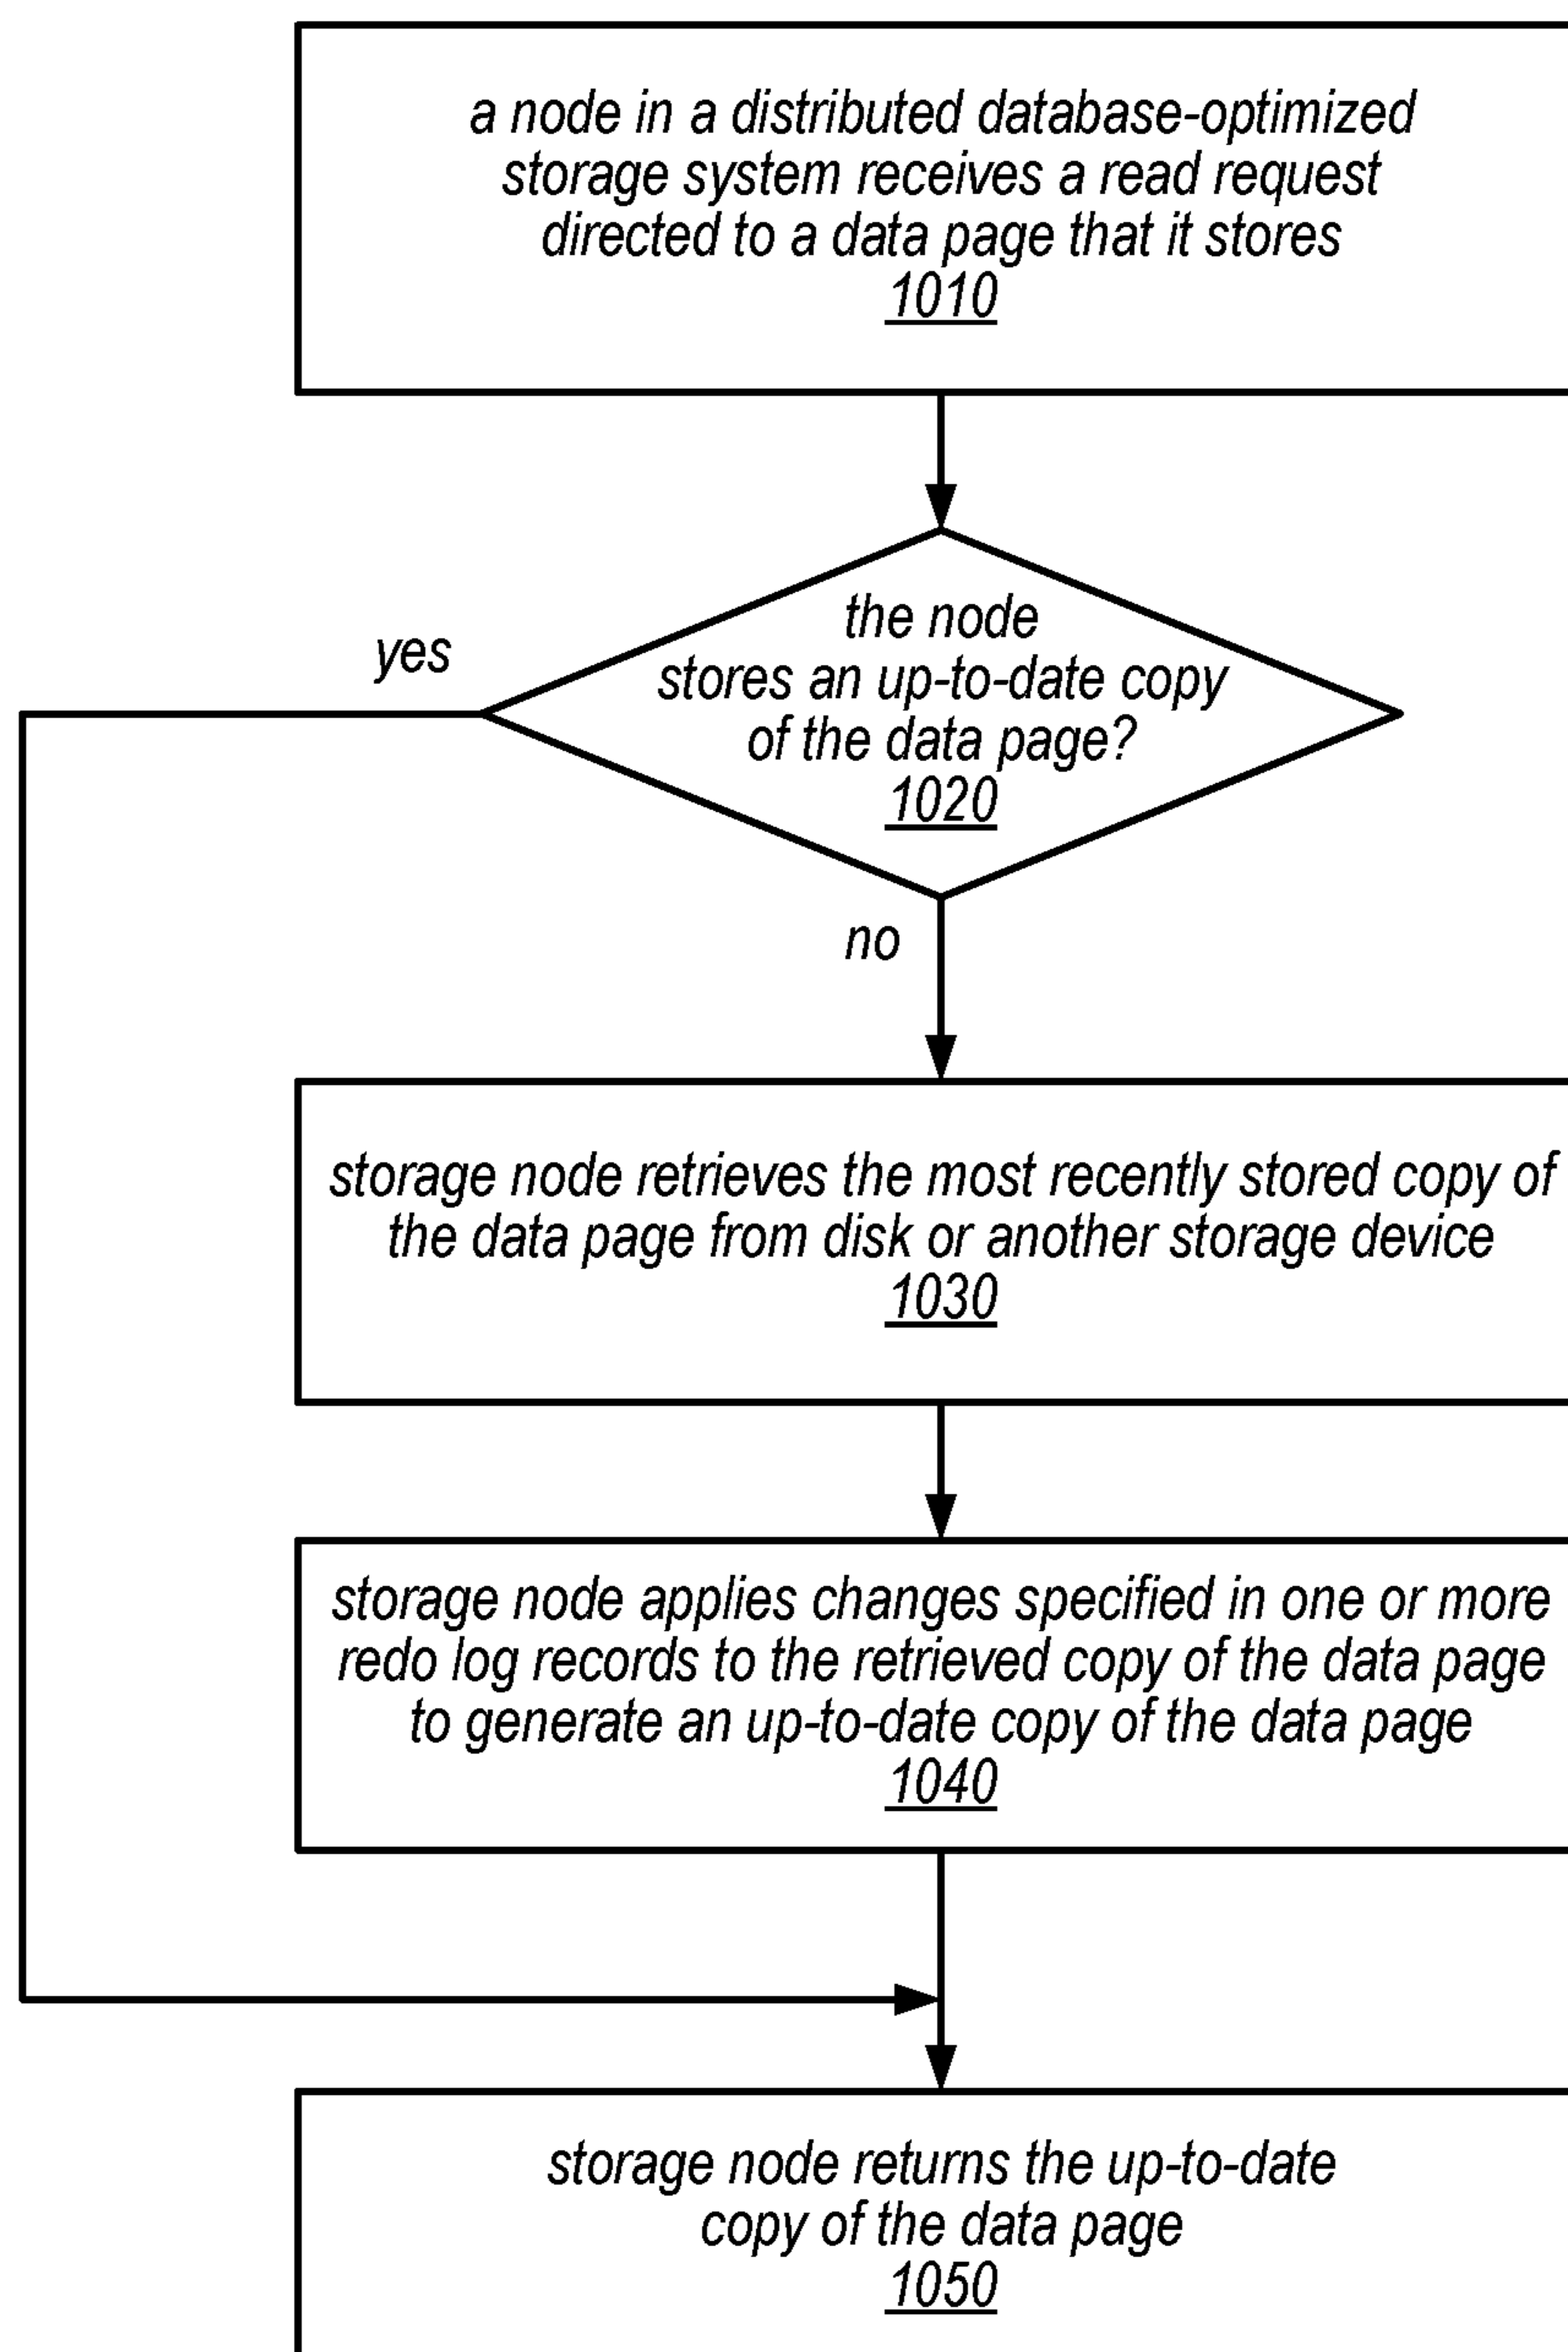 a node in a distributed database-optimized
storage system receives a read request
directed to a data page that it stores
1010
the node
stores an up-to-date copy
of the data page?
1020
yes
no
storage node retrieves the most recently stored copy of
the data page from disk or another storage device
1030
storage node applies changes specified in one or more
redo log records to the retrieved copy of the data page
to generate an up-to-date copy of the data page
1040
storage node returns the up-to-date
copy of the data page
1050